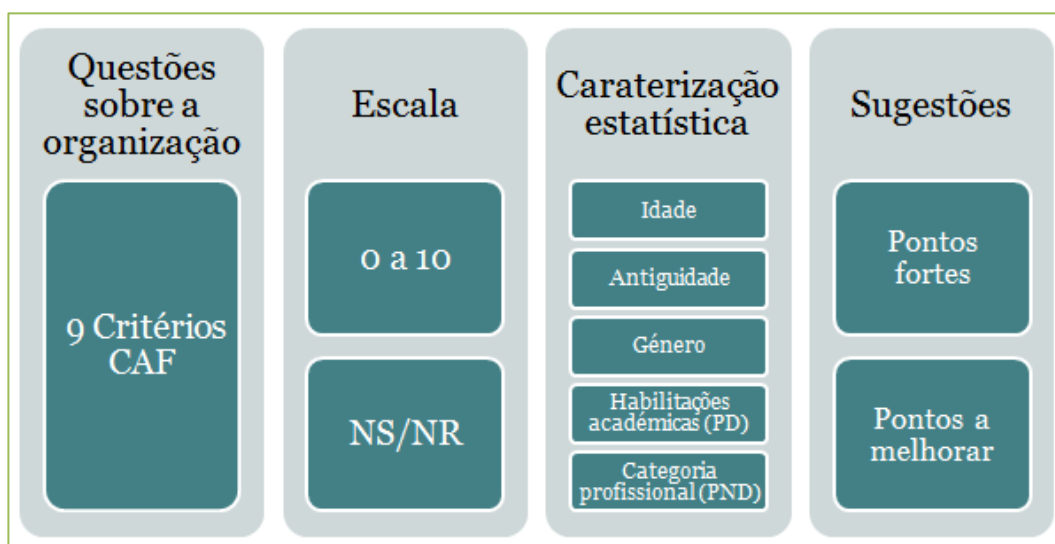 Questões
sobre a
organização
9 Critérios
CAF
Escala
0 a 10
NS/NR
Caraterização
estatística
Idade
Antiguidade
Género
Habilitações
académicas (PD)
Categoria
profissional (PND)
Sugestões
Pontos
fortes
Pontos a
melhorar